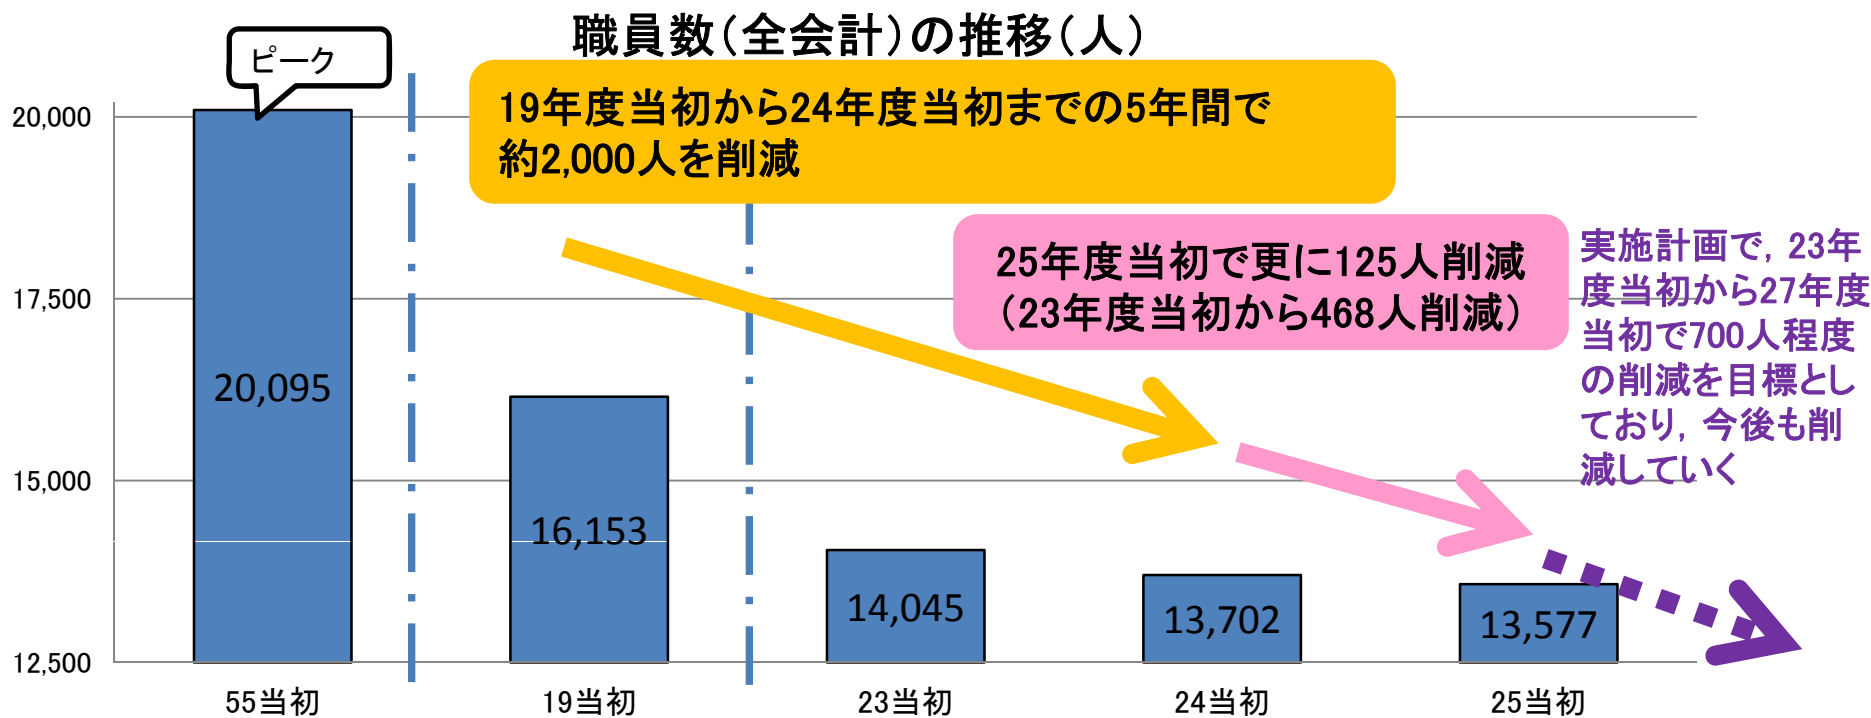 職員数(全会計)の推移(人)
ピーク
19年度当初から24年度当初までの5年間で
約2,000人を削減
25年度当初で更に125人削減
(23年度当初から468人削減)
実施計画で,23年
度当初から27年度
当初で700人程度
の削減を目標とし
ており,今後も削
減していく
20,000
17,500
15,000
12,500
20,095
16,153
14,045
13,702
13,577
55当初
19当初
23当初
24当初
25当初